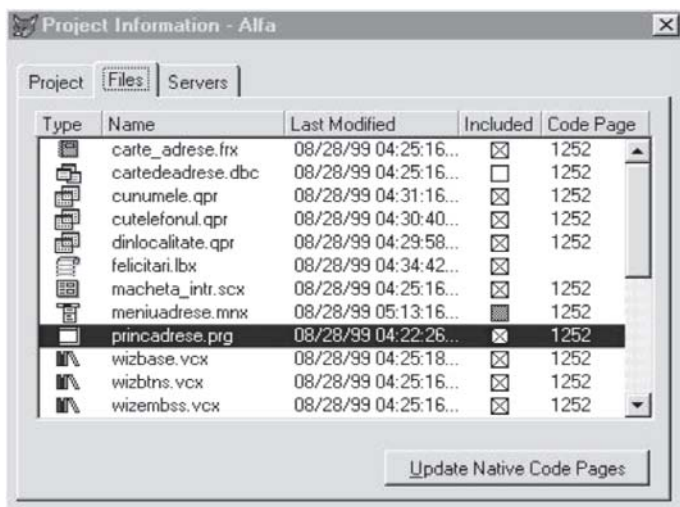 Project Information - Alfa
Project Files Servers
Type Name Last Modified Included Code Page
carte_adrese.frx 08/28/99 04:25:16... 1252
cartedeadrese.dbc 08/28/99 04:25:16... 1252
cunumele.qpr 08/28/99 04:31:16... 1252
cutelefonul.qpr 08/28/99 04:30:40... 1252
dinlocalitate.qpr 08/28/99 04:29:58... 1252
felicitari.lbx 08/28/99 04:34:42...
macheta_intr.scx 08/28/99 04:25:16... 1252
meniuadrese.mnx 08/28/99 05:13:16... 1252
princadrese.prg 08/28/99 04:22:26... 1252
wizbase.vcx 08/28/99 04:25:18... 1252
wizbtns.vcx 08/28/99 04:25:16... 1252
wizembss.vcx 08/28/99 04:25:16... 1252
Update Native Code Pages